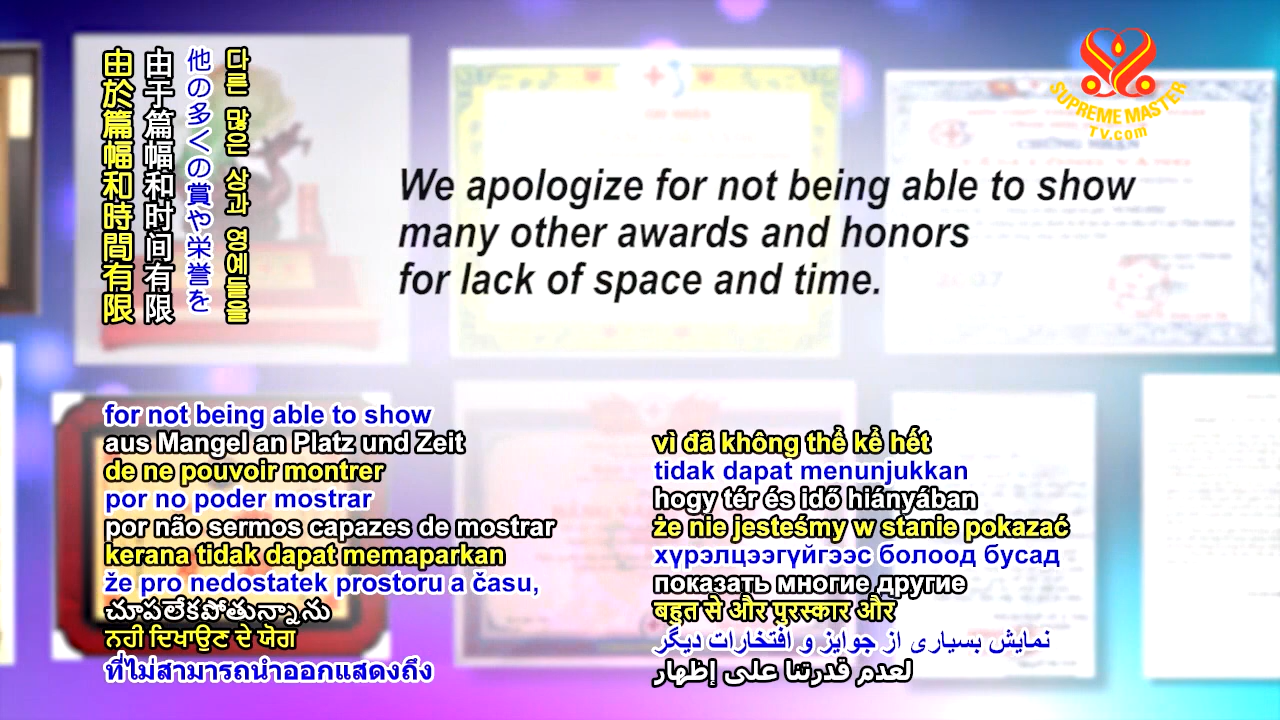 由於篇幅和時間有限
由于篇幅和时间有限
他の多くの賞や栄誉を
다른 많은 상과 영예들을
SUPREME MASTER
TV.com
We apologize for not being able to show
many other awards and honors
for lack of space and time.
for not being able to show
aus Mangel an Platz und Zeit
de ne pouvoir montrer
por no poder mostrar
por não sermos capazes de mostrar
kerana tidak dapat memaparkan
že pro nedostatek prostoru a času,
చూపలేకపోతున్నాను
ਨਹੀ ਦਿਖਾਉਣ ਦੇ ਯੋਗ
ที่ไม่สามารถนำออกแสดงถึง
vì đã không thể kể hết
tidak dapat menunjukkan
hogy tér és idő hiányában
że nie jesteśmy w stanie pokazać
хүрэлцээгүйгээс болоод бусад
показать многие другие
बहुत से और पुरस्कार और
نمایش بسیاری از جوایز و افتخارات دیگر
لعدم قدرتنا على إظهار